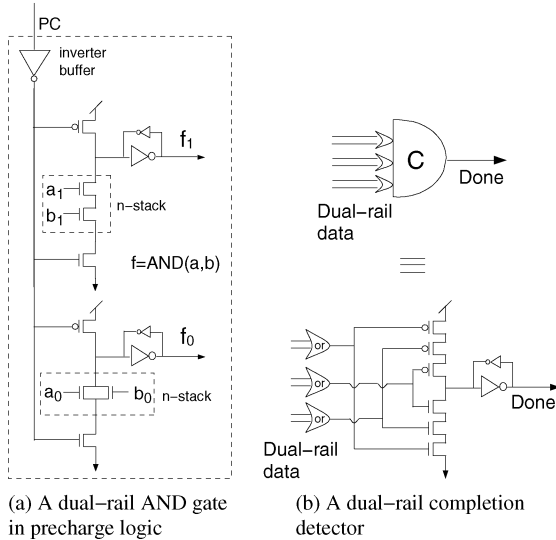 PC
inverter
buffer
f1
a1
b1
n−stack
f=AND(a,b)
f0
a0
b0
n−stack
(a) A dual−rail AND gate
in precharge logic
C
Done
Dual−rail
data
or
or
or
Done
Dual−rail
data
(b) A dual−rail completion
detector